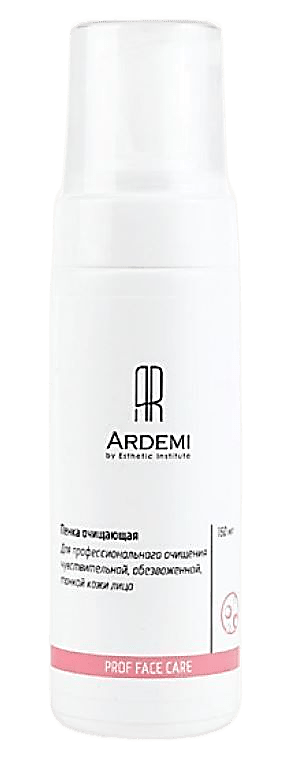 ARDEMI
by Esthetic Institute
Пенка очищающая
Для профессионального очищения
чувствительной, обезвоженной,
тонкой кожи лица
150 мл
PROF FACE CARE